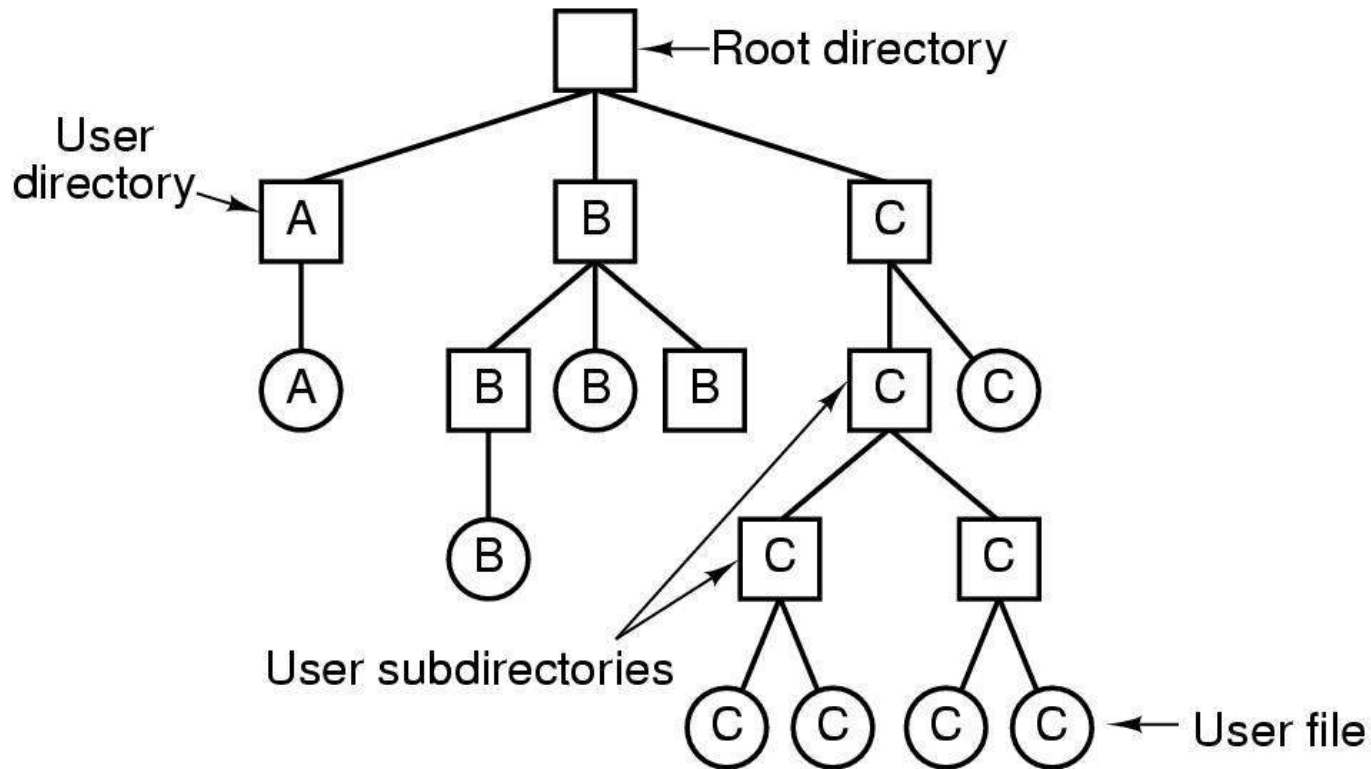 Root directory
User
directory
A
B
C
A
B
B
B
C
C
B
C
C
User subdirectories
C
C
C
C
User file